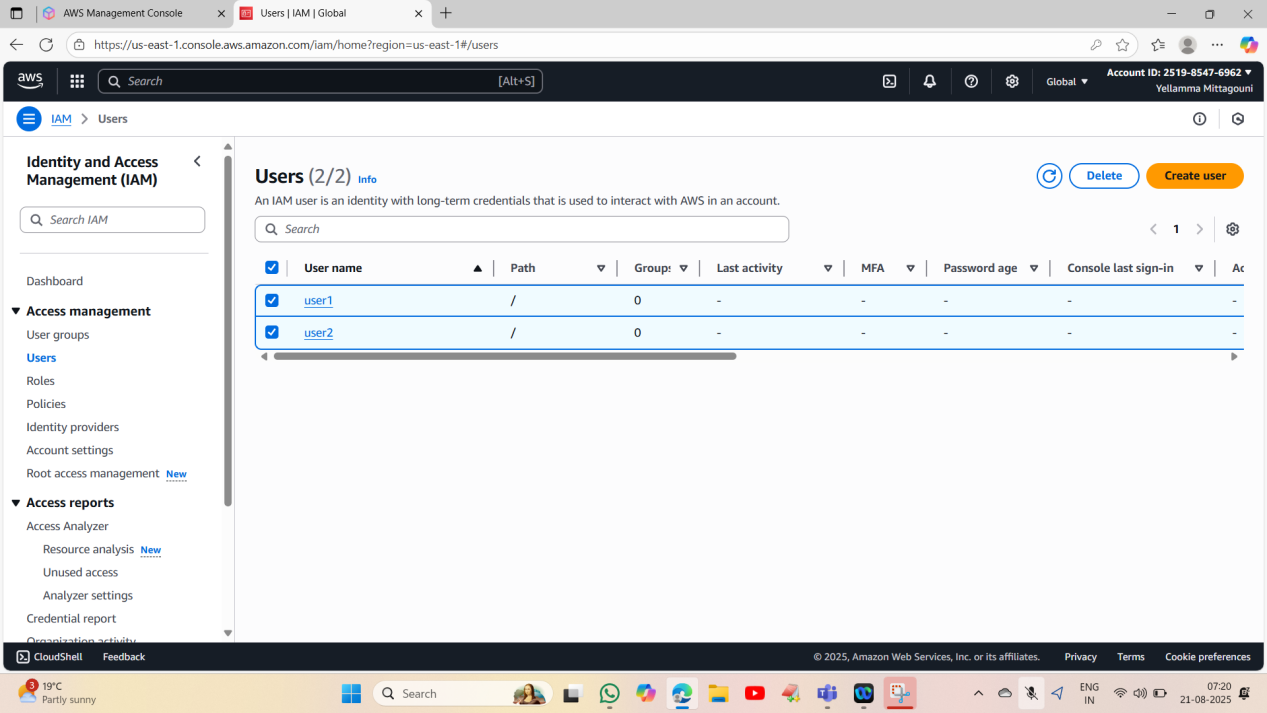 AWS Management Console
Users | IAM | Global
https://us-east-1.console.aws.amazon.com/iam/home?region=us-east-1#/users
aws
Search [Alt+S]
Global
Account ID: 2519-8547-6962
Yellamma Mittagouni
IAM > Users
Identity and Access
Management (IAM)
Search IAM
Dashboard
Access management
User groups
Users
Roles
Policies
Identity providers
Account settings
Root access management New
Access reports
Access Analyzer
Resource analysis New
Unused access
Analyzer settings
Credential report
Organization activity
Users (2/2) Info
Delete
Create user
An IAM user is an identity with long-term credentials that is used to interact with AWS in an account.
Search
1
User name Path Groups Last activity MFA Password age Console last sign-in Ac
user1 / 0 - - - - -
user2 / 0 - - - - -
CloudShell Feedback © 2025, Amazon Web Services, Inc. or its affiliates. Privacy Terms Cookie preferences
3
19°C
Partly sunny
Search
ENG
IN
07:20
21-08-2025